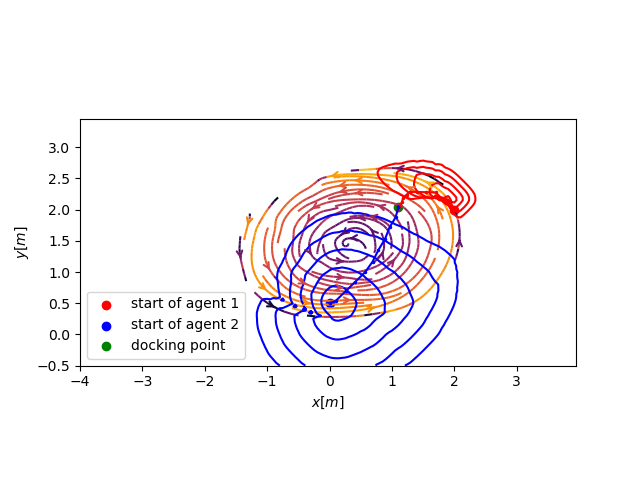 3.0
2.5
2.0
1.5
1.0
0.5
0.0
−0.5
y[m]
start of agent 1
start of agent 2
docking point
−4 −3 −2 −1 0 1 2 3
x[m]